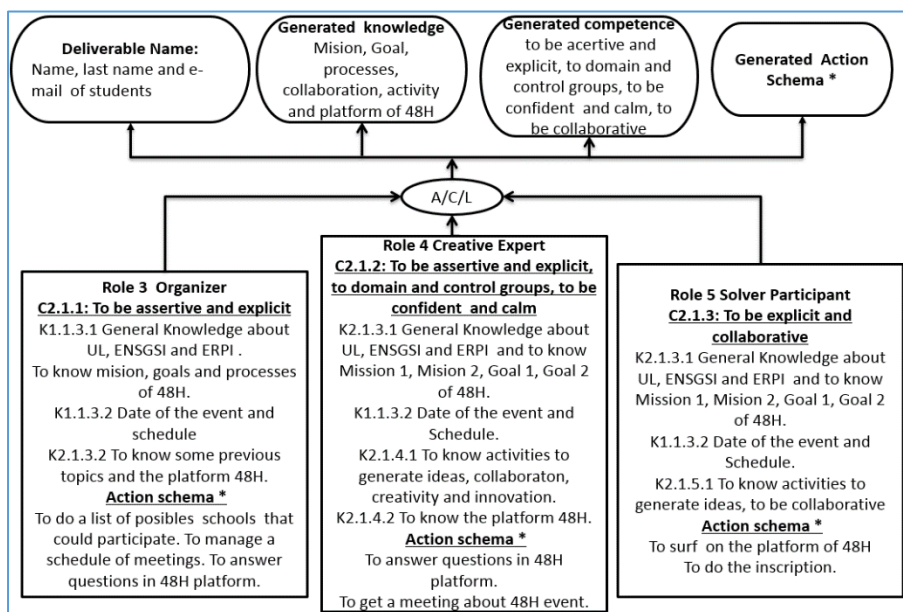 Deliverable Name:
Name, last name and e-
mail of students
Generated knowledge
Mision, Goal,
processes,
collaboration, activity
and platform of 48H
Generated competence
to be acertive and
explicit, to domain and
control groups, to be
confident and calm, to
be collaborative
Generated Action
Schema *
A/C/L
Role 3 Organizer
C2.1.1: To be assertive and explicit
K1.1.3.1 General Knowledge about
UL, ENSGSI and ERPI .
To know mision, goals and processes
of 48H.
K1.1.3.2 Date of the event and
schedule
K2.1.3.2 To know some previous
topics and the platform 48H.
Action schema *
To do a list of posibles schools that
could participate. To manage a
schedule of meetings. To answer
questions in 48H platform.
Role 4 Creative Expert
C2.1.2: To be assertive and explicit,
to domain and control groups, to be
confident and calm
K2.1.3.1 General Knowledge about
UL, ENSGSI and ERPI and to know
Mission 1, Mision 2, Goal 1, Goal 2
of 48H.
K1.1.3.2 Date of the event and
Schedule.
K2.1.4.1 To know activities to
generate ideas, collaboraton,
creativity and innovation.
K2.1.4.2 To know the platform 48H.
Action schema *
To answer questions in 48H
platform.
To get a meeting about 48H event.
Role 5 Solver Participant
C2.1.3: To be explicit and
collaborative
K2.1.3.1 General Knowledge about
UL, ENSGSI and ERPI and to know
Mission 1, Mision 2, Goal 1, Goal 2
of 48H.
K1.1.3.2 Date of the event and
Schedule.
K2.1.5.1 To know activities to
generate ideas, to be collaborative
Action schema *
To surf on the platform of 48H
To do the inscription.